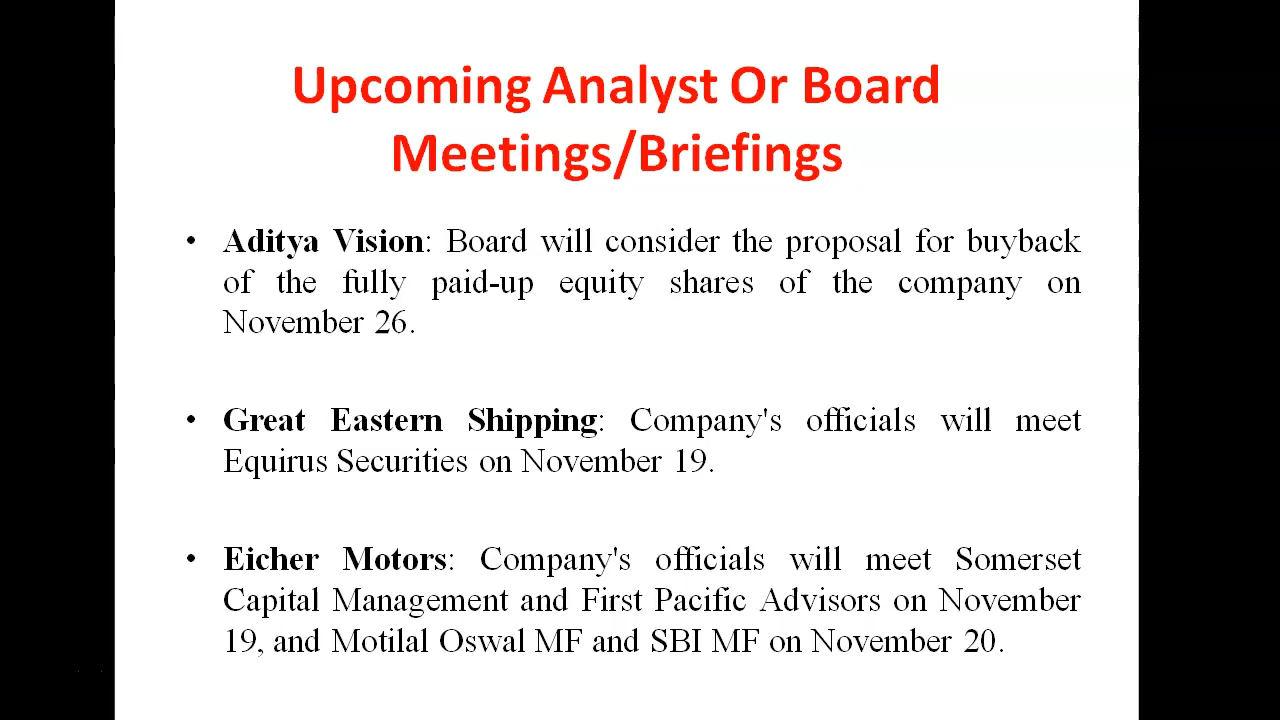 Upcoming Analyst Or Board
Meetings/Briefings
• Aditya Vision: Board will consider the proposal for buyback
of the fully paid-up equity shares of the company on
November 26.
• Great Eastern Shipping: Company's officials will meet
Equirus Securities on November 19.
• Eicher Motors: Company's officials will meet Somerset
Capital Management and First Pacific Advisors on November
19, and Motilal Oswal MF and SBI MF on November 20.